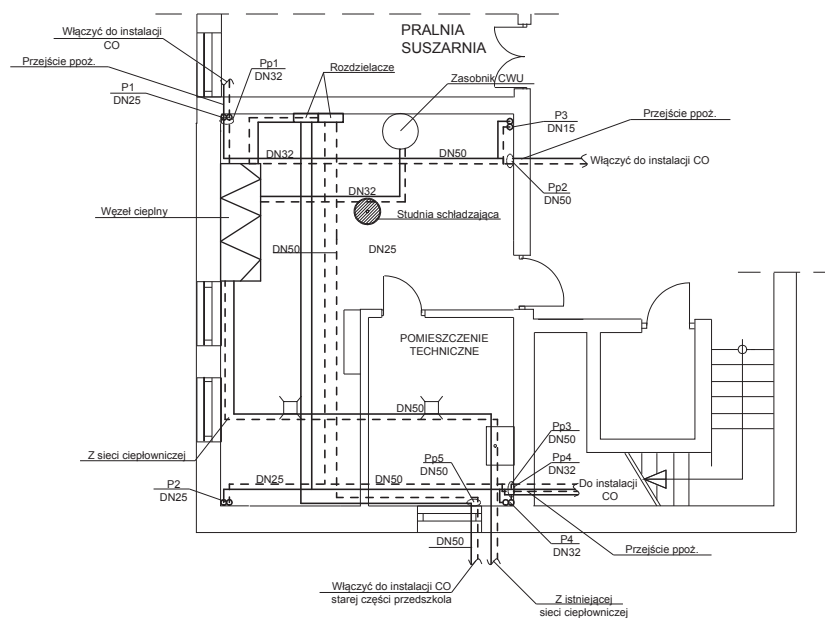 Włączyć do instalacji
CO
PRALNIA
SUSZARNIA
Przejście ppoż.
Pp1
DN32
Rozdzielacze
Zasobnik CWU
P1
DN25
P3
DN15
Przejście ppoż.
DN32
DN50
Włączyć do instalacji CO
DN32
Pp2
DN50
Węzeł cieplny
Studnia schładzająca
DN50
DN25
POMIESZCZENIE
TECHNICZNE
DN50
Z sieci ciepłowniczej
Pp3
DN50
Pp5
DN50
Pp4
DN32
P2
DN25
DN25
DN50
Do instalacji
CO
DN50
P4
DN32
Przejście ppoż.
Włączyć do instalacji CO
starej części przedszkola
Z istniejącej
sieci ciepłowniczej